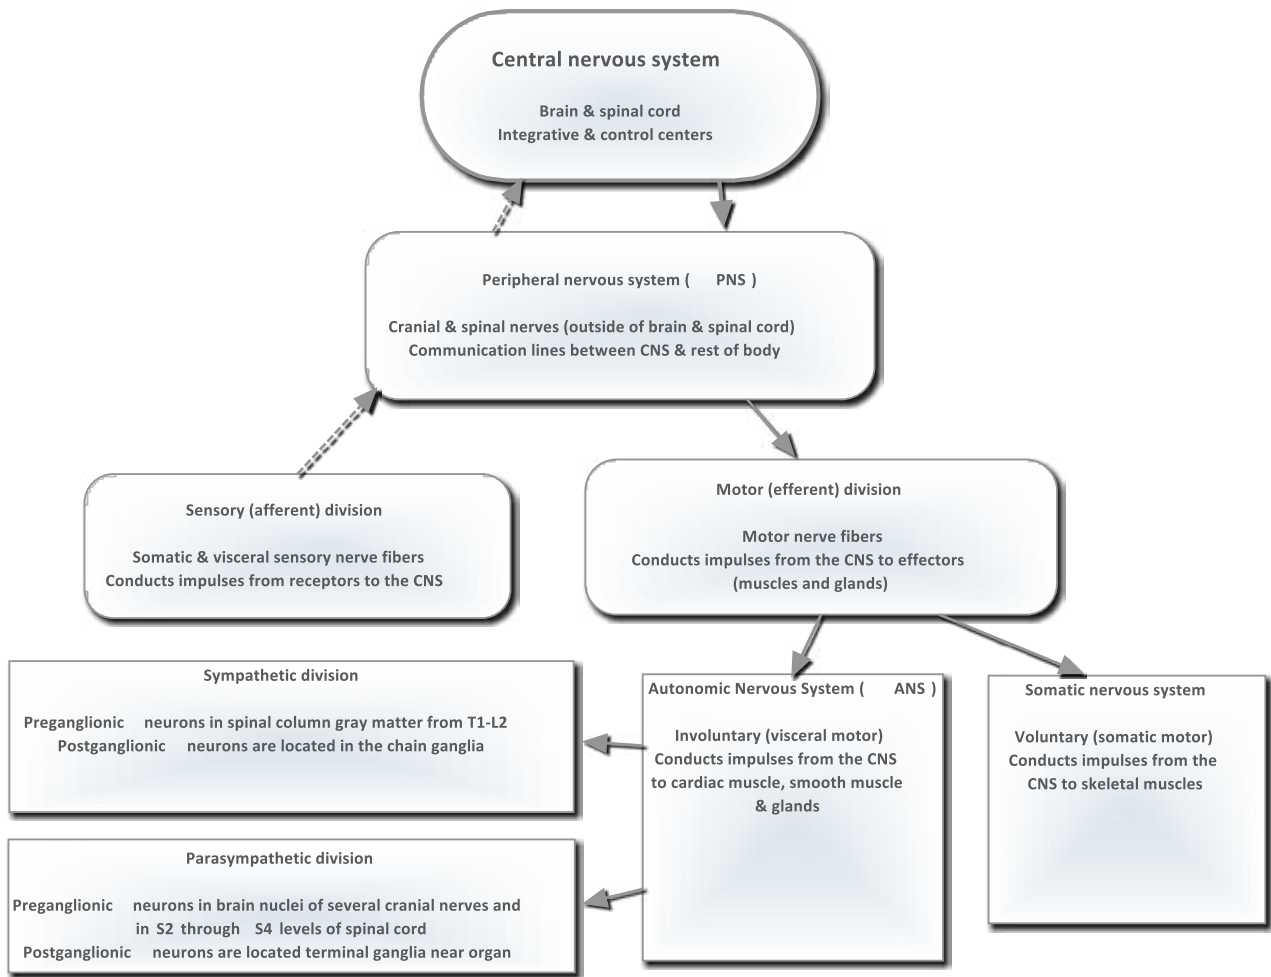 Central nervous system
Brain & spinal cord
Integrative & control centers
Peripheral nervous system ( PNS )
Cranial & spinal nerves (outside of brain & spinal cord)
Communication lines between CNS & rest of body
Sensory (afferent) division
Somatic & visceral sensory nerve fibers
Conducts impulses from receptors to the CNS
Motor (efferent) division
Motor nerve fibers
Conducts impulses from the CNS to effectors
(muscles and glands)
Sympathetic division
Preganglionic neurons in spinal column gray matter from T1-L2
Postganglionic neurons are located in the chain ganglia
Autonomic Nervous System ( ANS )
Involuntary (visceral motor)
Conducts impulses from the CNS
to cardiac muscle, smooth muscle
& glands
Somatic nervous system
Voluntary (somatic motor)
Conducts impulses from the
CNS to skeletal muscles
Parasympathetic division
Preganglionic neurons in brain nuclei of several cranial nerves and
in S2 through S4 levels of spinal cord
Postganglionic neurons are located terminal ganglia near organ